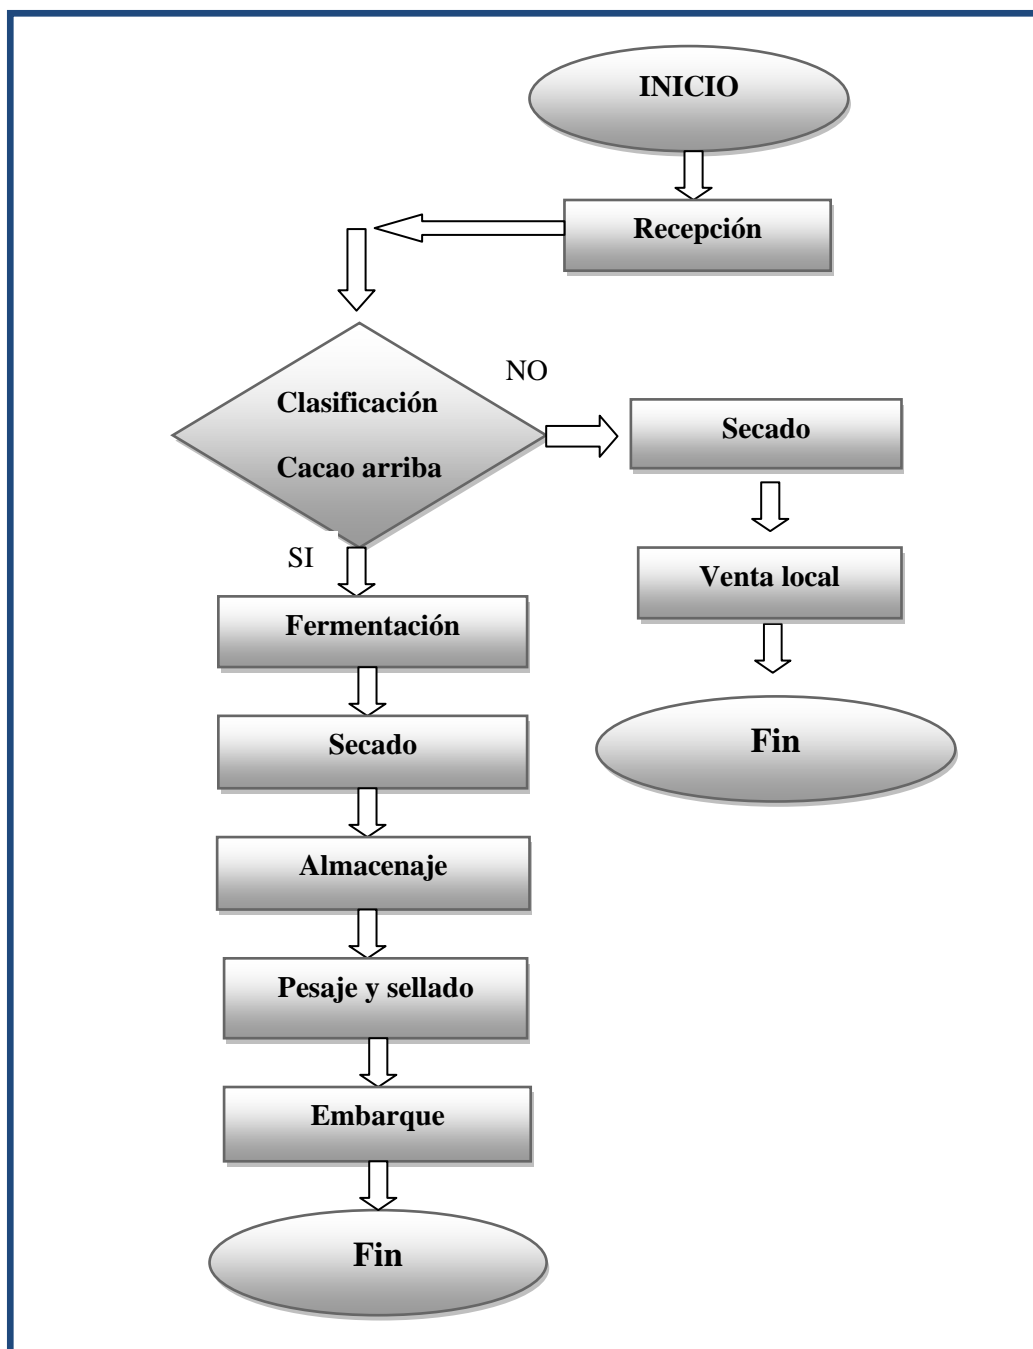 INICIO
Recepción
NO
Clasificación
Cacao arriba
Secado
SI
Venta local
Fermentación
Secado
Fin
Almacenaje
Pesaje y sellado
Embarque
Fin